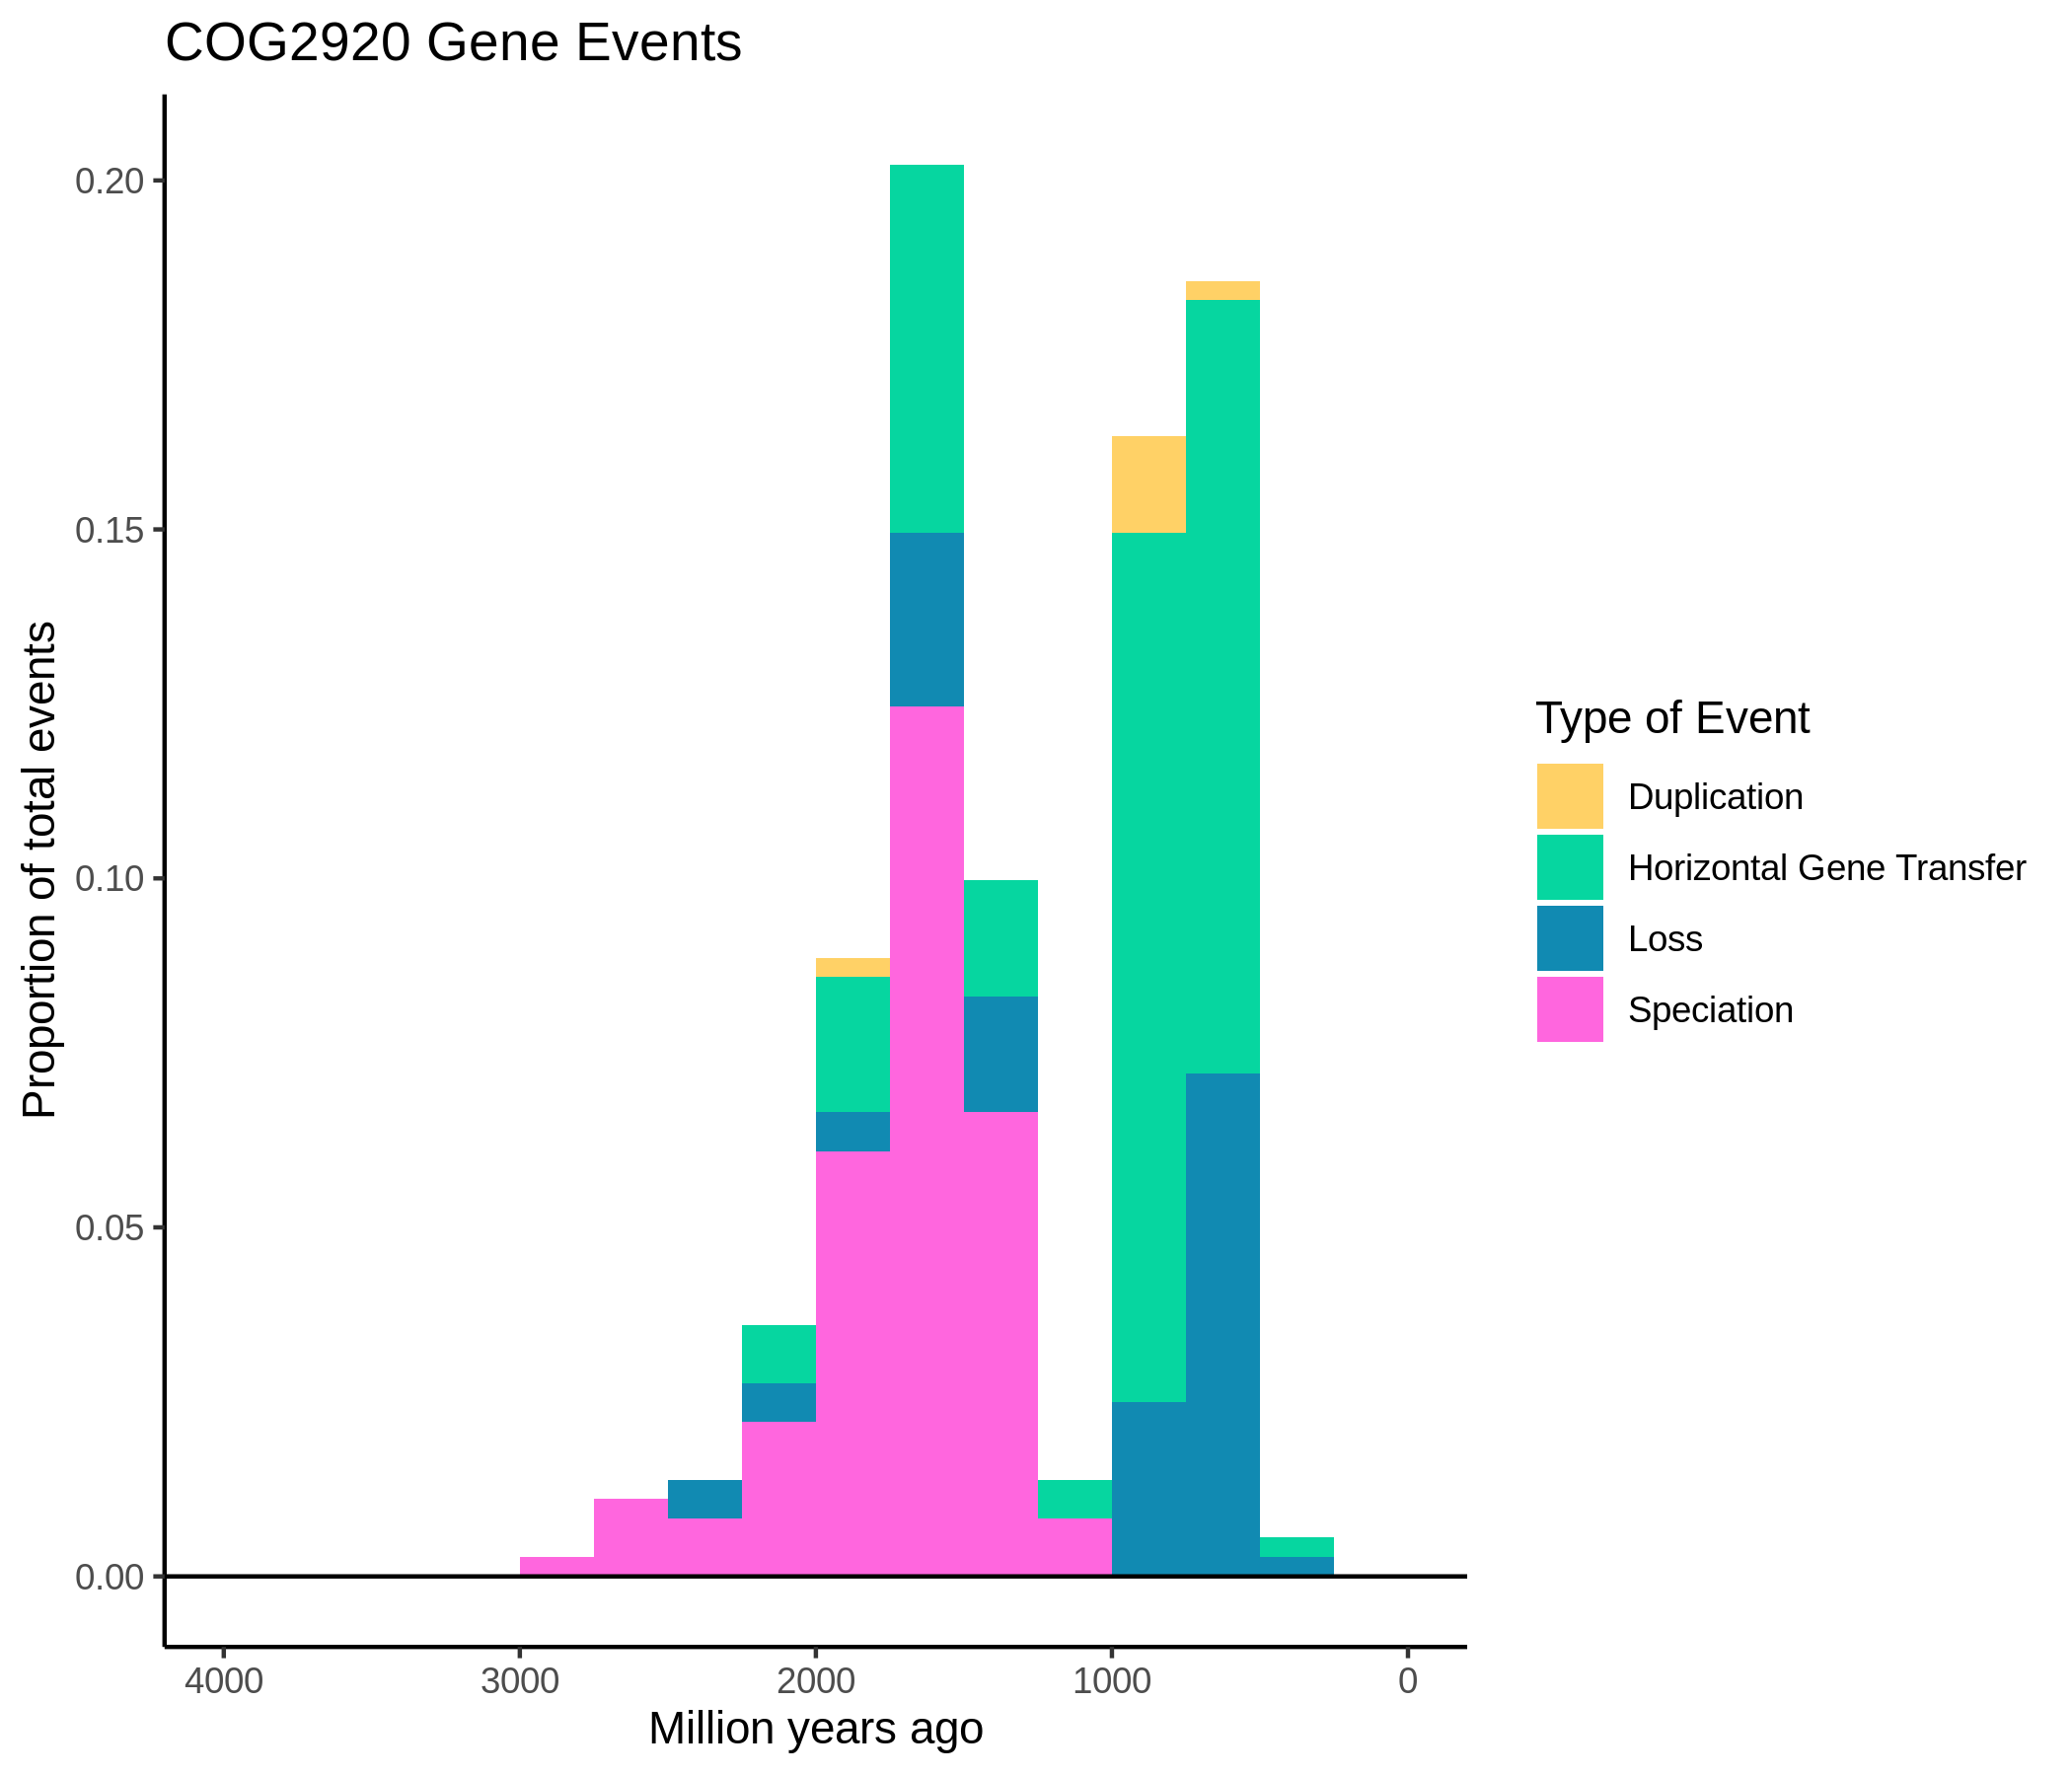 COG2920 Gene Events
Proportion of total events
0.20
0.15
0.10
0.05
0.00
4000 3000 2000 1000 0
Million years ago
Type of Event
Duplication
Horizontal Gene Transfer
Loss
Speciation